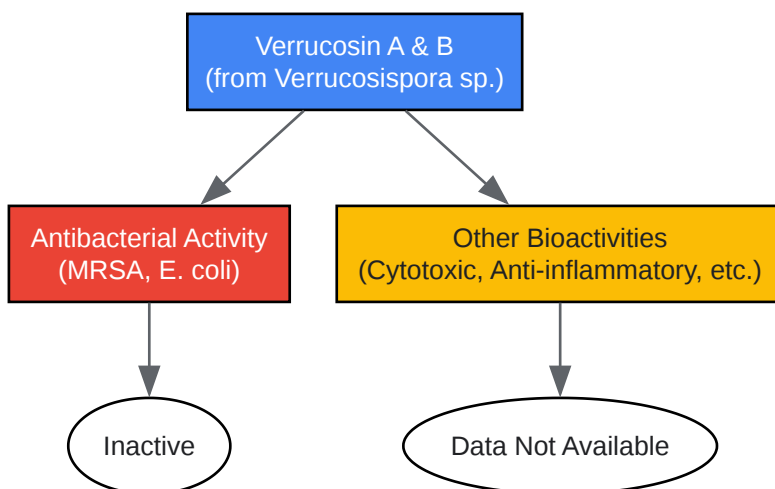 Verrucosin A & B
(from Verrucosispora sp.)
Antibacterial Activity
(MRSA, E. coli)
Other Bioactivities
(Cytotoxic, Anti-inflammatory, etc.)
Inactive
Data Not Available